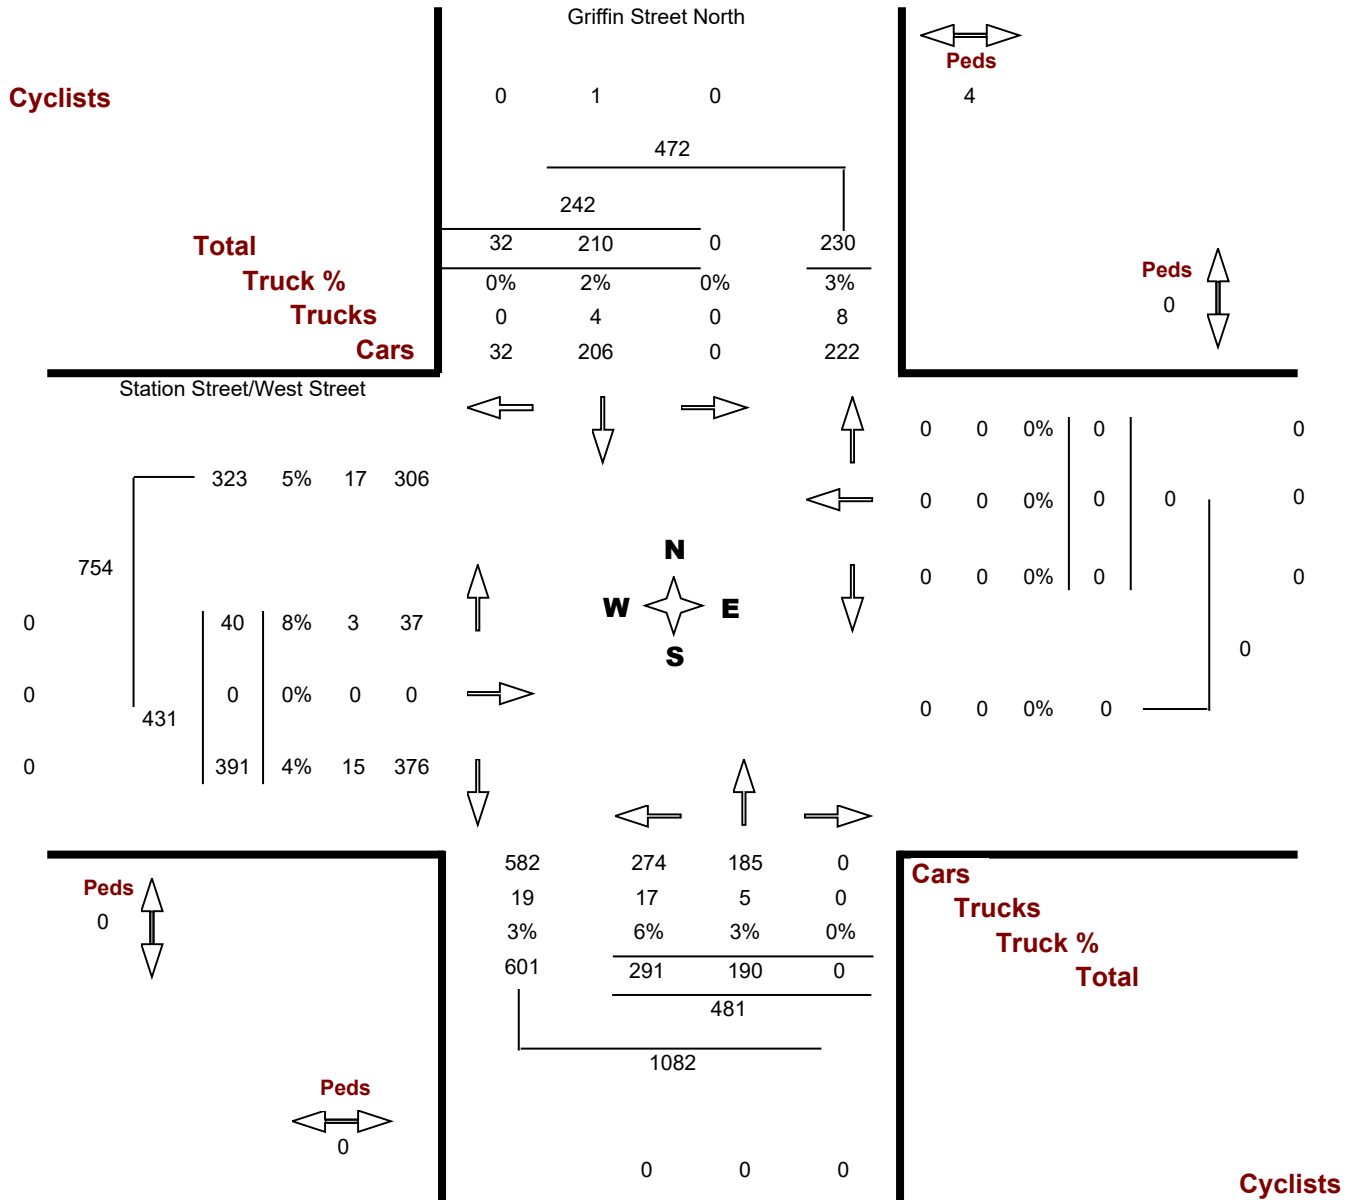 Griffin Street North
Peds
Cyclists 0 1 0 4
472
242
Total 32 210 0 230
Peds
Truck % 0% 2% 0% 3%
0
Trucks 0 4 0 8
Cars 32 206 0 222
Station Street/West Street
0 0 0% 0 0
323 5% 17 306
0 0 0% 0 0 0
N
754
0 0 0% 0 0
W E
0 40 8% 3 37
S
0
0 0 0% 0 0
431
0 0 0% 0
0 391 4% 15 376
582 274 185 0
Cars
Peds
19 17 5 0
Trucks
0
3% 6% 3% 0%
Truck %
601 291 190 0
Total
481
1082
Peds
0
0 0 0
Cyclists